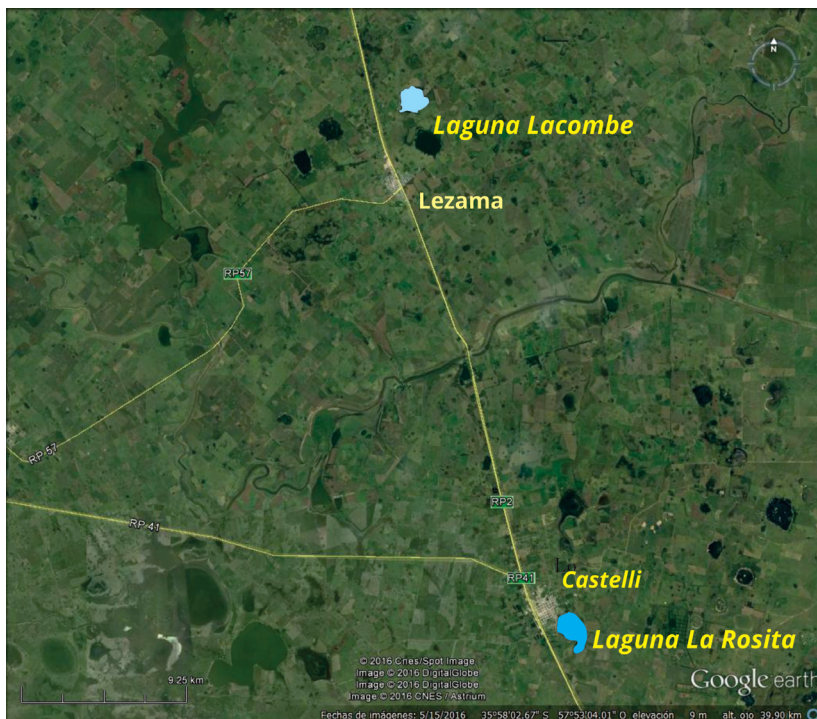 N
Laguna Lacombe
Lezama
RP57
RP 57
RP2
RP 41
RP41
Castelli
Laguna La Rosita
9.25 km
© 2016 Cnes/Spot Image
Image © 2016 DigitalGlobe
Image © 2016 DigitalGlobe
Image © 2016 CNES / Astrium
Google earth
Fechas de imágenes: 5/15/2016 35°58'02.67" S 57°53'04.01" O elevación 9 m alt. ojo 39.90 km